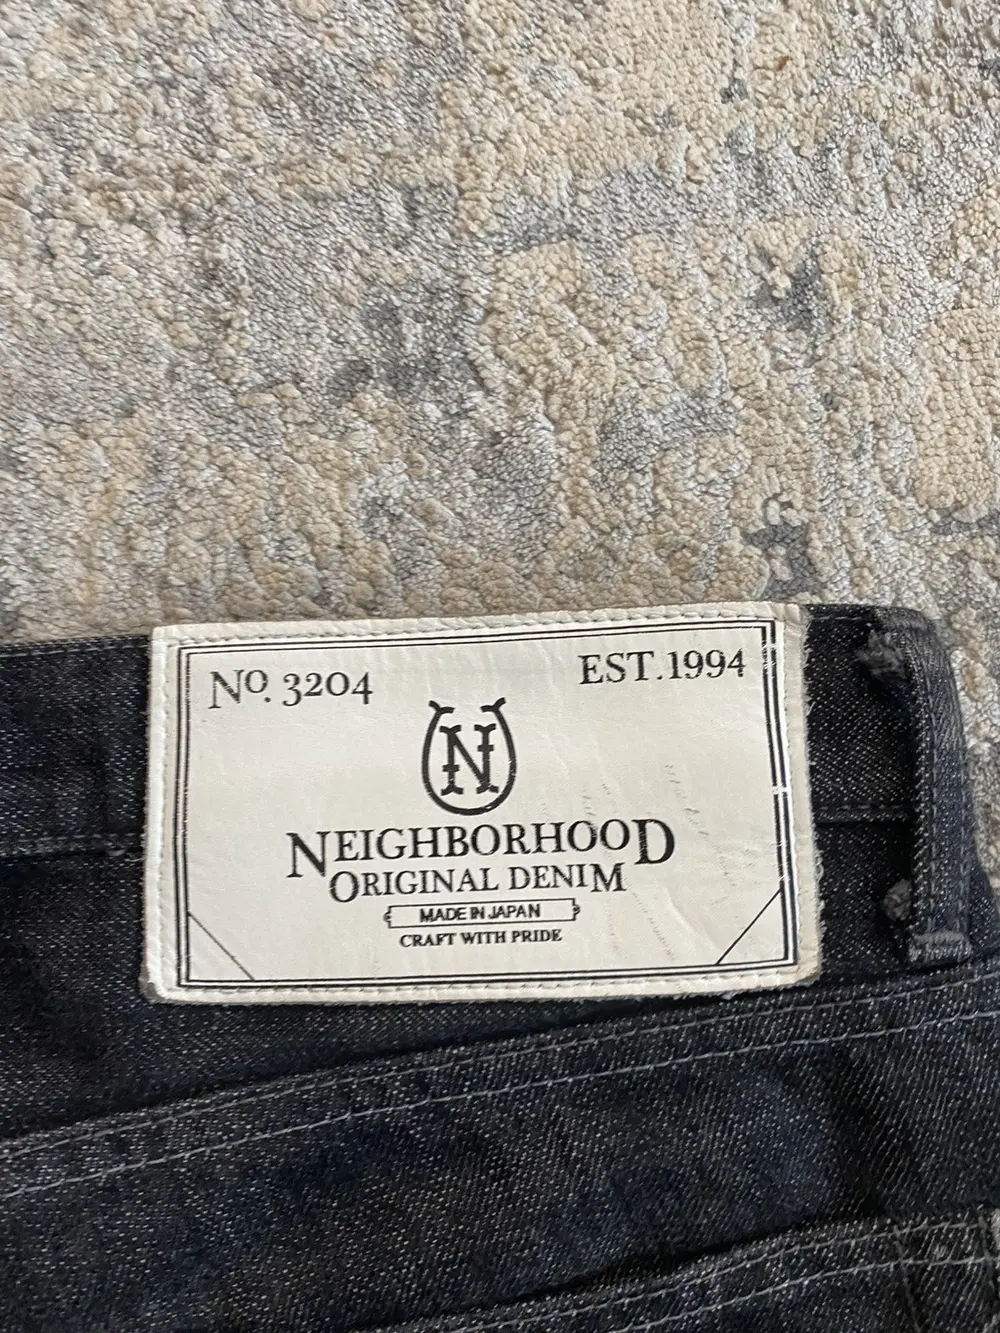 No. 3204 EST. 1994
N
NEIGHBORHOOD
ORIGINAL DENIM
MADE IN JAPAN
CRAFT WITH PRIDE